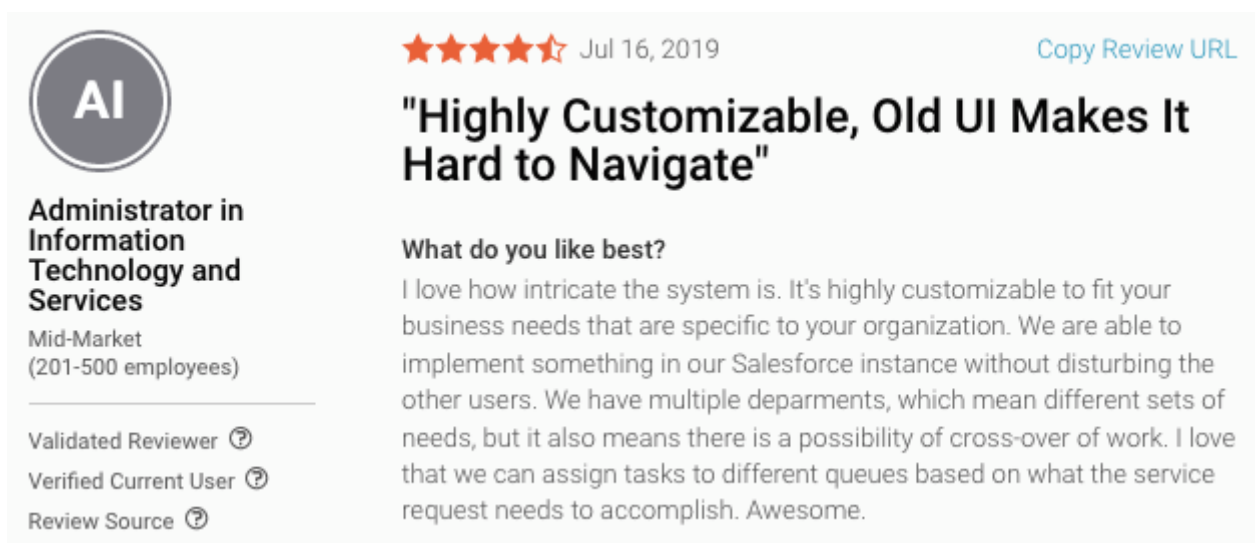 AI
Administrator in
Information
Technology and
Services
Mid-Market
(201-500 employees)
Validated Reviewer ?
Verified Current User ?
Review Source ?
Jul 16, 2019
Copy Review URL
"Highly Customizable, Old UI Makes It
Hard to Navigate"
What do you like best?
I love how intricate the system is. It's highly customizable to fit your
business needs that are specific to your organization. We are able to
implement something in our Salesforce instance without disturbing the
other users. We have multiple deparments, which mean different sets of
needs, but it also means there is a possibility of cross-over of work. I love
that we can assign tasks to different queues based on what the service
request needs to accomplish. Awesome.